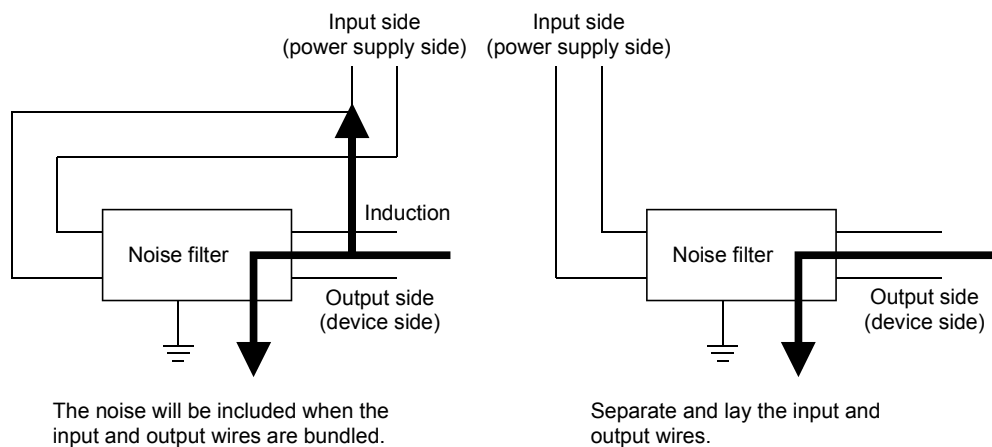 Input side
(power supply side)
Induction
Noise filter
Output side
(device side)
The noise will be included when the
input and output wires are bundled.
Input side
(power supply side)
Noise filter
Output side
(device side)
Separate and lay the input and
output wires.